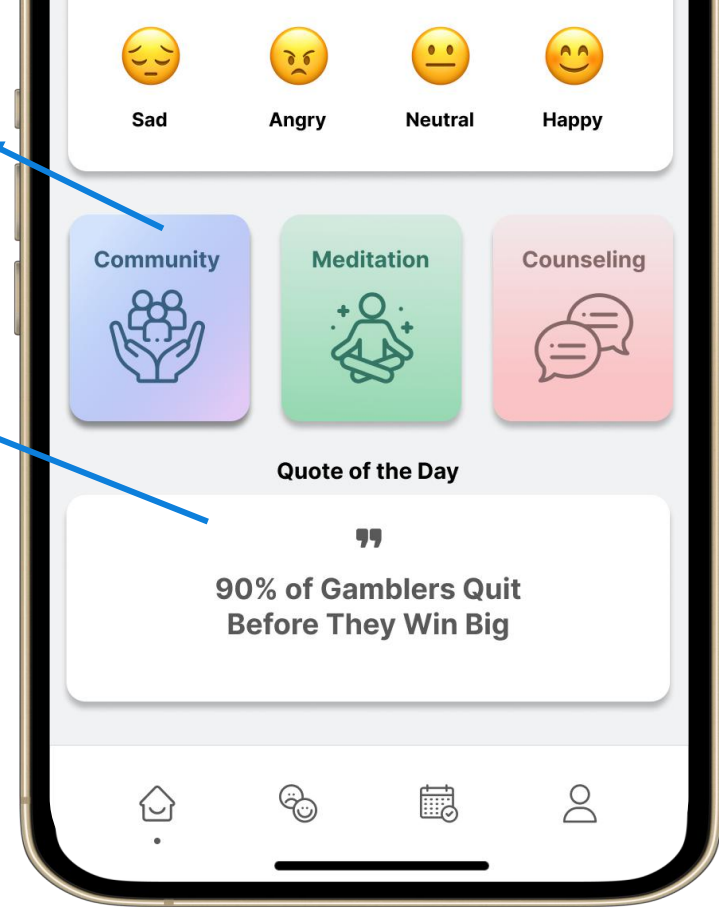 Sad Angry Neutral Happy
Community Meditation Counseling
Quote of the Day
❞
90% of Gamblers Quit
Before They Win Big